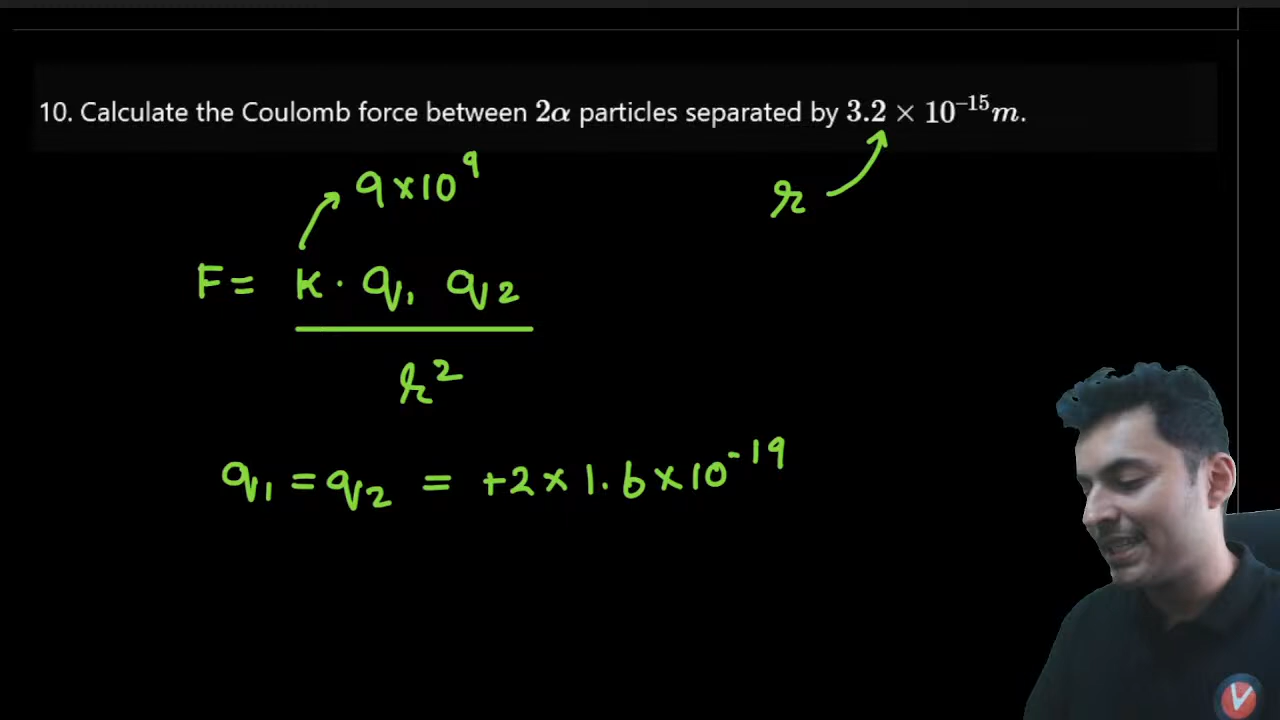 10. Calculate the Coulomb force between 2α particles separated by 3.2 × 10⁻¹⁵m.
9×10⁹
r
F = K · q₁ q₂
r²
q₁ = q₂ = +2 × 1.6 × 10⁻¹⁹
V